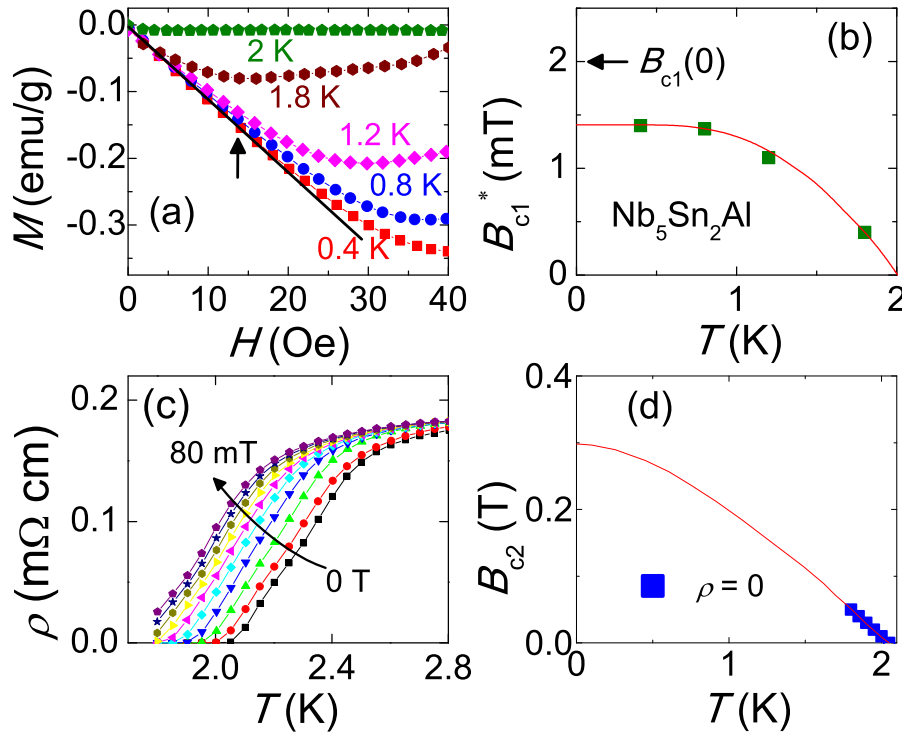 (a)
M (emu/g)
0.0
-0.1
-0.2
-0.3
2 K
1.8 K
1.2 K
0.8 K
0.4 K
0 10 20 30 40
H (Oe)
(b)
B*c1 (mT)
2
1
0
Bc1(0)
Nb5Sn2Al
0 1 2
T (K)
(c)
ρ (mΩ cm)
0.2
0.1
0.0
80 mT
0 T
2.0 2.4 2.8
T (K)
(d)
Bc2 (T)
0.4
0.2
0.0
ρ = 0
0 1 2
T (K)